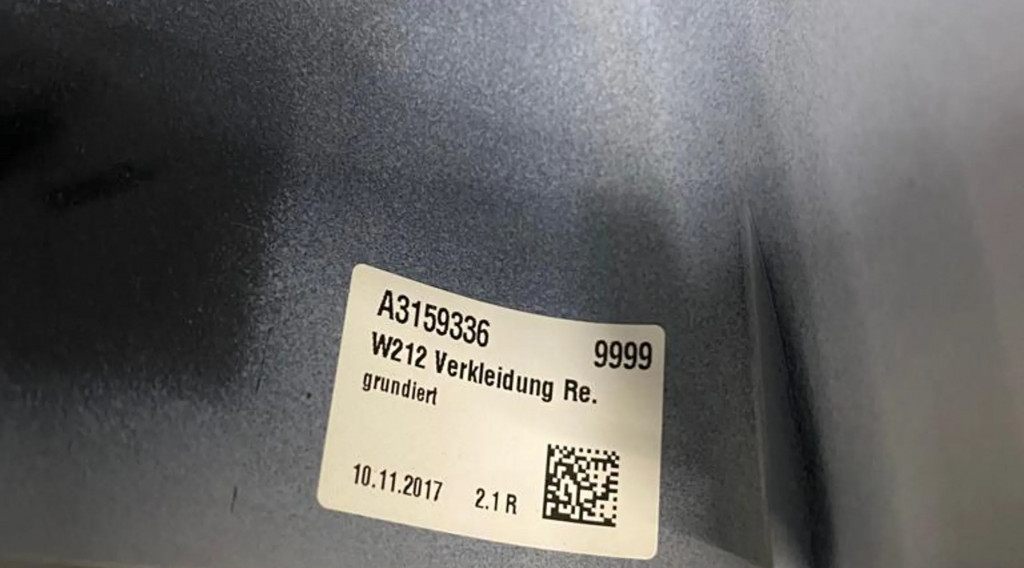 A3159336 9999
W212 Verkleidung Re.
grundiert
10.11.2017 2.1 R